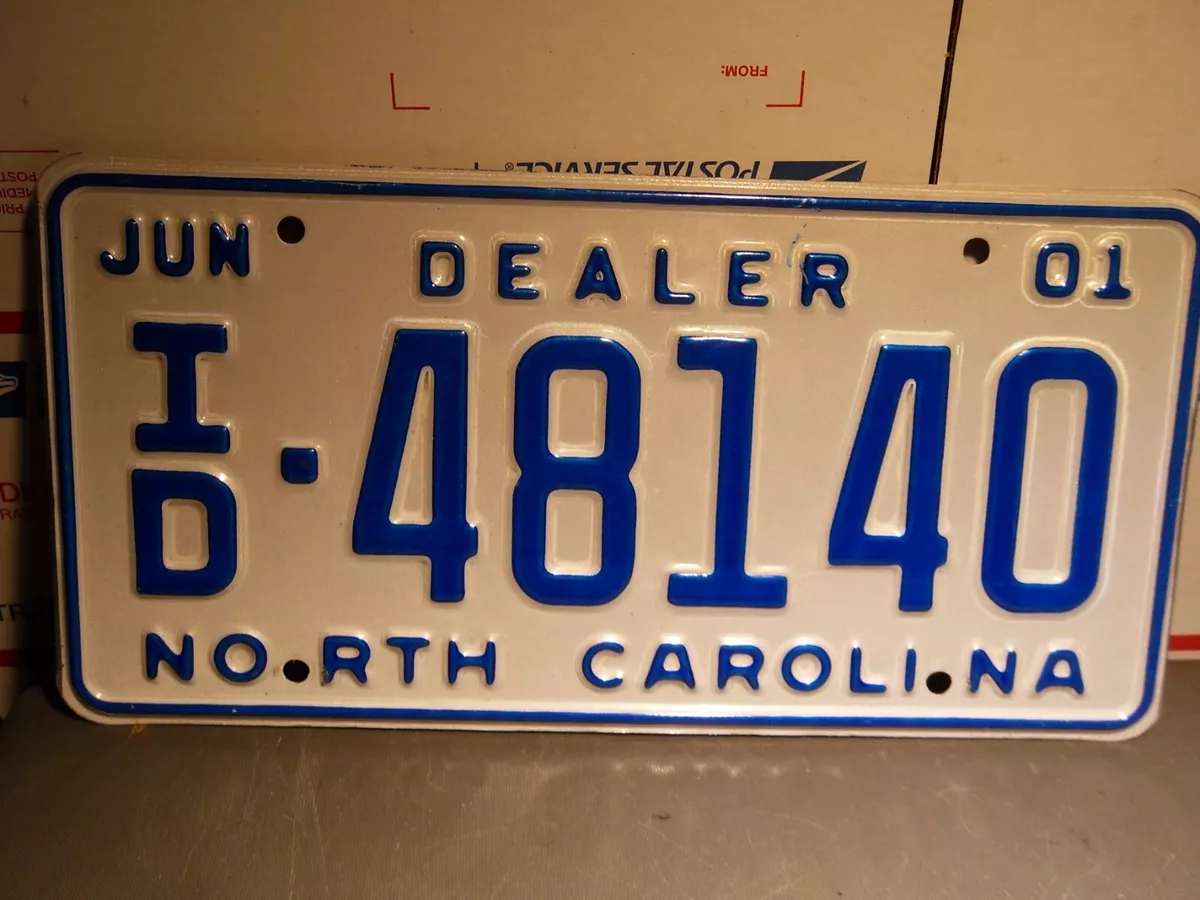 FROM:
POSTAL SERVICE®
JUN DEALER 01
ID·48140
NORTH CAROLINA